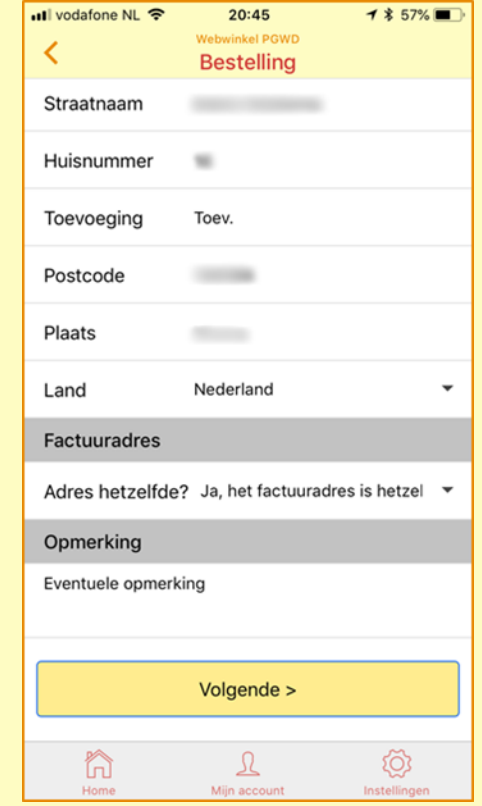 vodafone NL 20:45 57%
Webwinkel PGWD
Bestelling
Straatnaam
Huisnummer
Toevoeging Toev.
Postcode
Plaats
Land Nederland
Factuuradres
Adres hetzelfde? Ja, het factuuradres is hetzel
Opmerking
Eventuele opmerking
Volgende >
Home Mijn account Instellingen